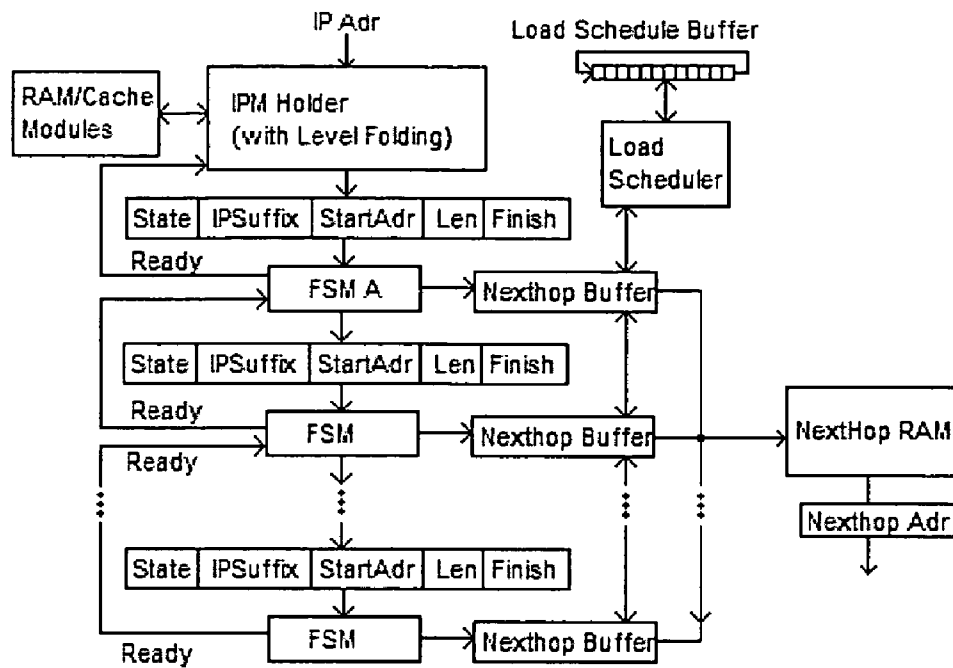 IP Adr
Load Schedule Buffer
RAM/Cache
Modules
IPM Holder
(with Level Folding)
Load
Scheduler
State IPSuffix StartAdr Len Finish
Ready
FSM A
Nexthop Buffer
State IPSuffix StartAdr Len Finish
Ready
FSM
Nexthop Buffer
NextHop RAM
Ready
Nexthop Adr
State IPSuffix StartAdr Len Finish
FSM
Nexthop Buffer
Ready